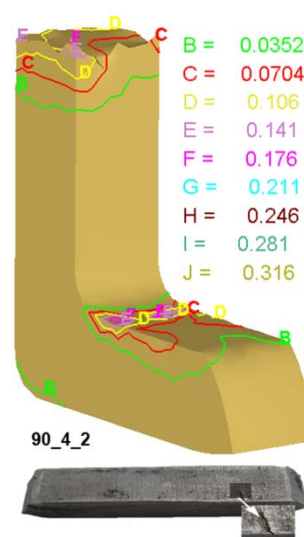 E D C
E
C D
B
B = 0.0352
C = 0.0704
D = 0.106
E = 0.141
F = 0.176
G = 0.211
H = 0.246
I = 0.281
J = 0.316
C
E D D
E D
B
B
90_4_2